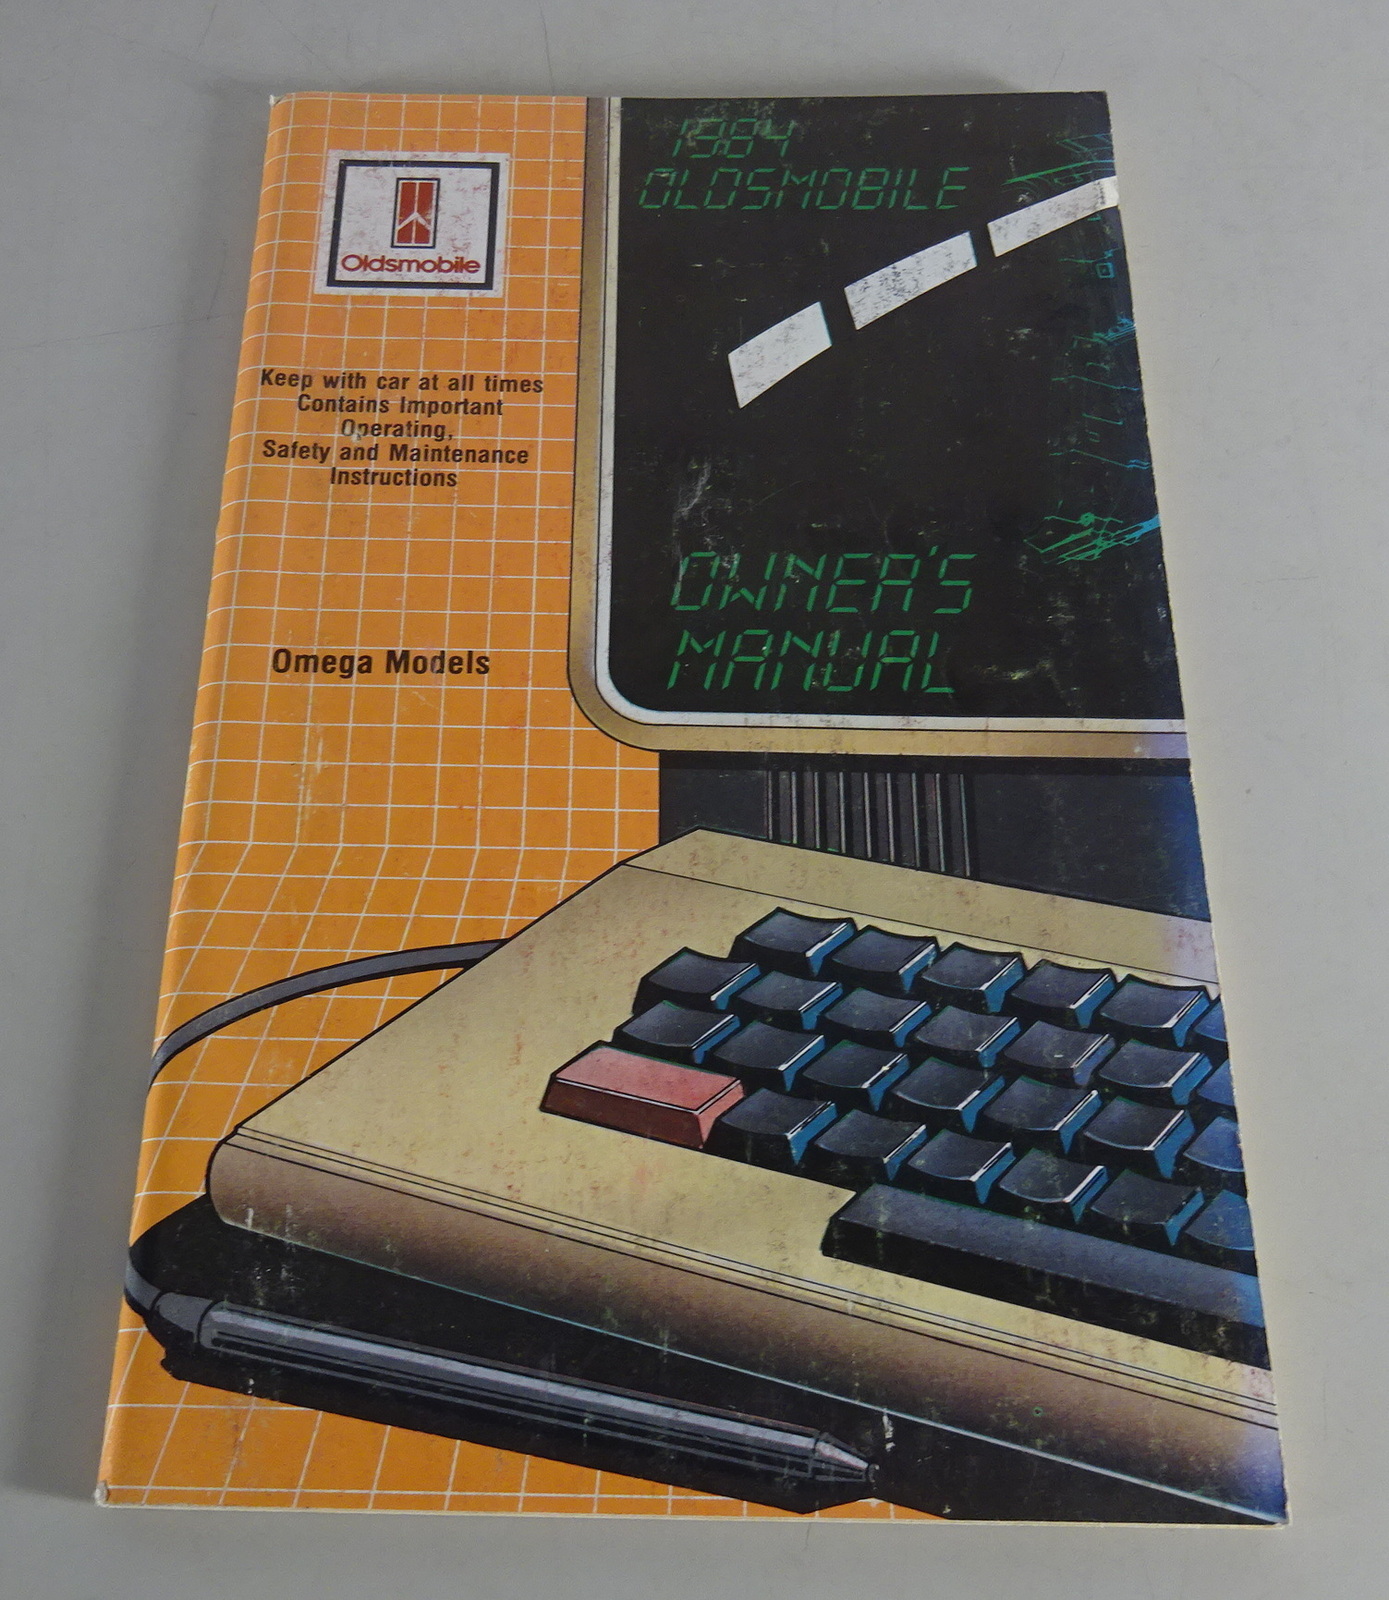 Oldsmobile
Keep with car at all times
Contains Important
Operating,
Safety and Maintenance
Instructions
Omega Models
1984
OLDSMOBILE
OWNER'S
MANUAL